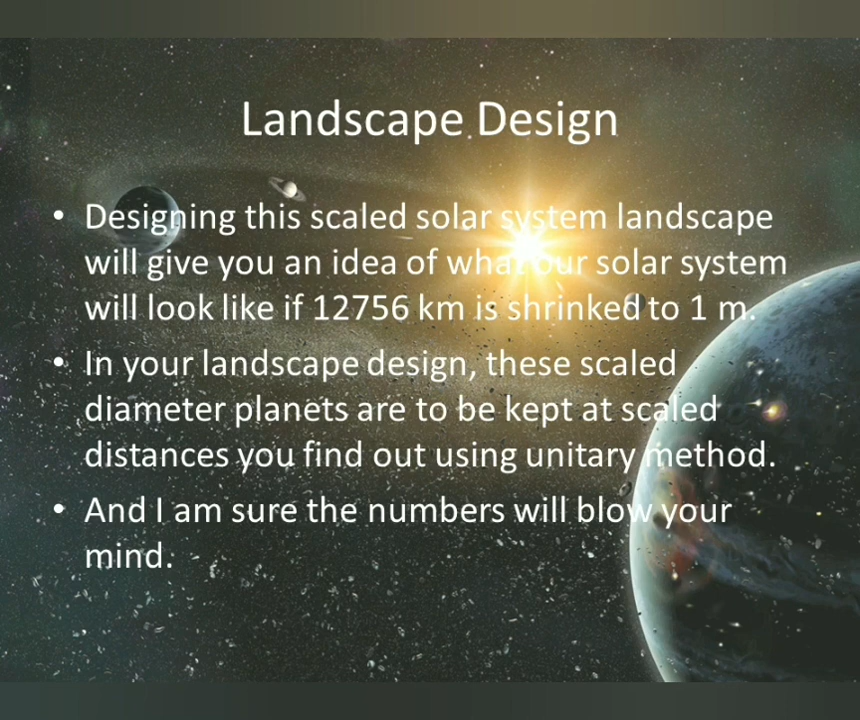 Landscape Design
• Designing this scaled solar system landscape
will give you an idea of what our solar system
will look like if 12756 km is shrinked to 1 m.
• In your landscape design, these scaled
diameter planets are to be kept at scaled
distances you find out using unitary method.
• And I am sure the numbers will blow your
mind.